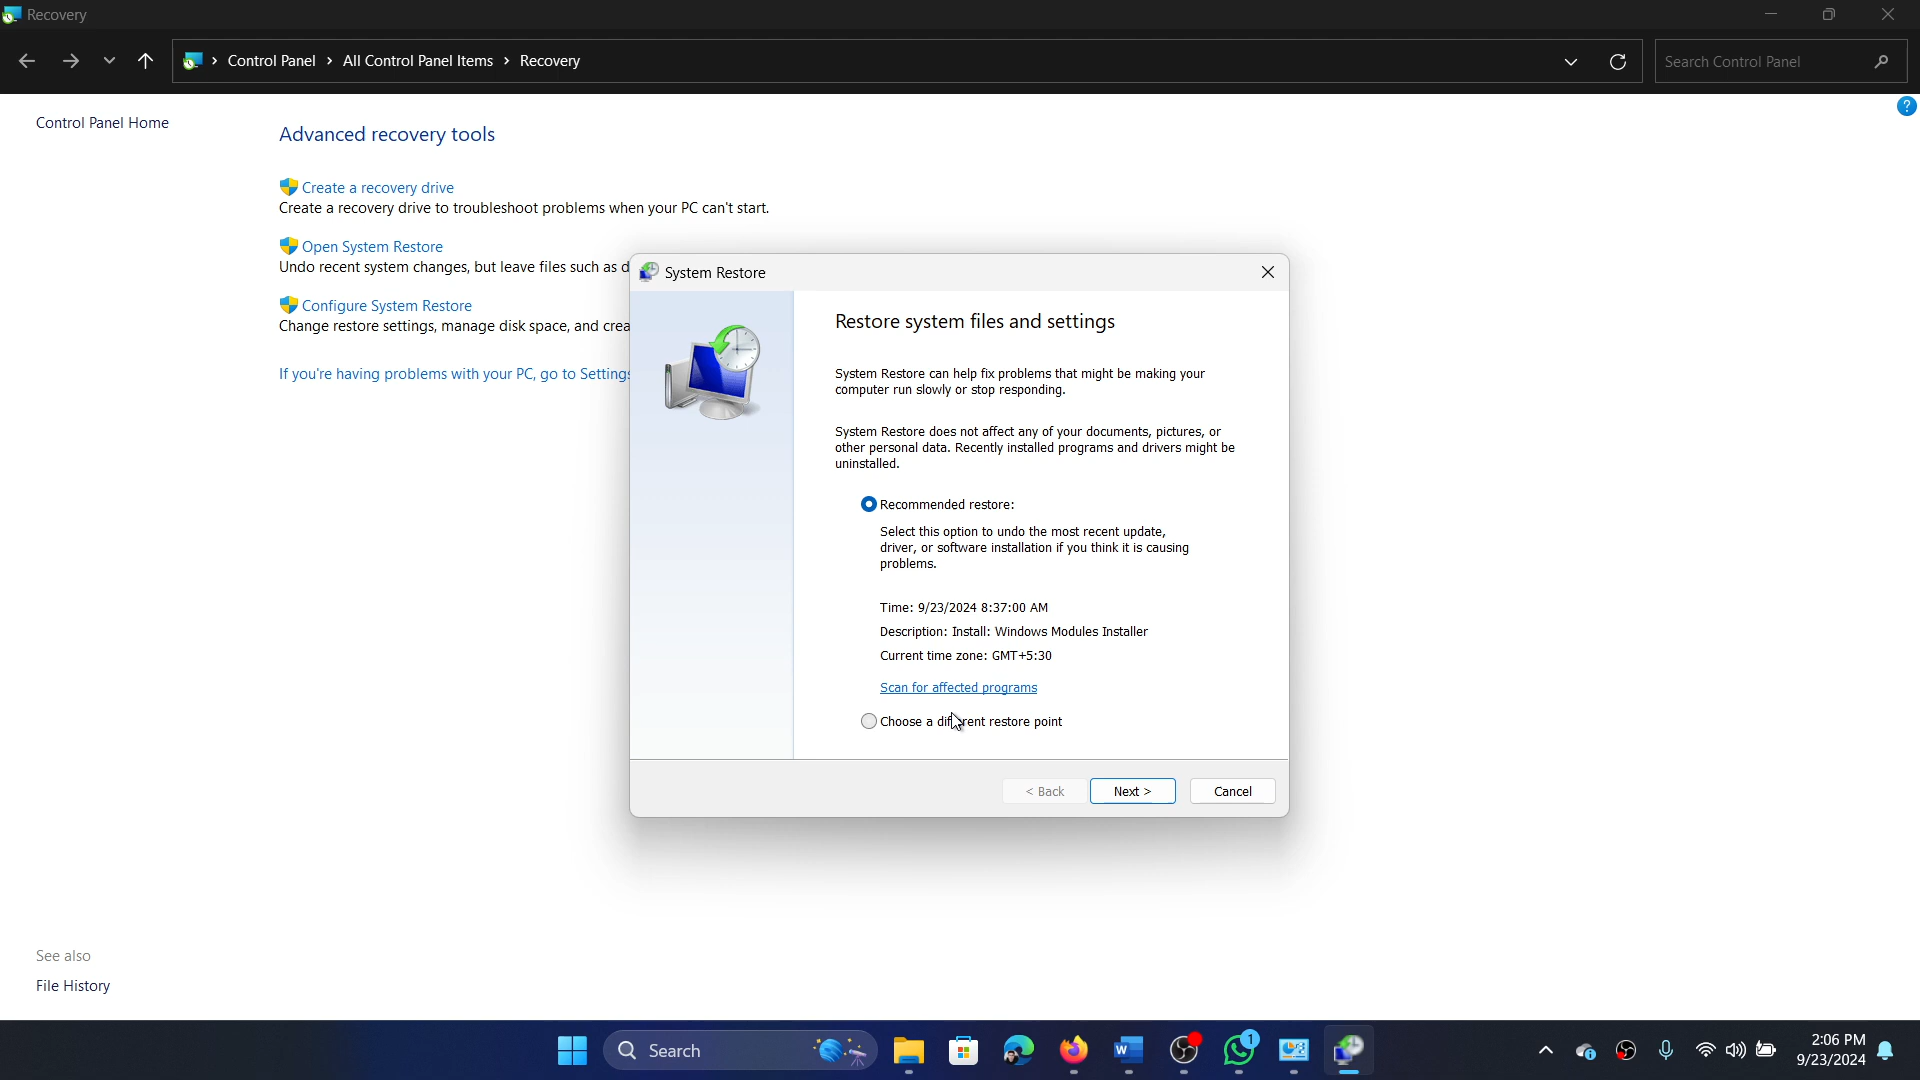 Recovery
Control Panel > All Control Panel Items > Recovery
Search Control Panel
Control Panel Home
Advanced recovery tools
Create a recovery drive
Create a recovery drive to troubleshoot problems when your PC can't start.
Open System Restore
Undo recent system changes, but leave files such as d
Configure System Restore
Change restore settings, manage disk space, and crea
If you're having problems with your PC, go to Settings
System Restore
Restore system files and settings
System Restore can help fix problems that might be making your
computer run slowly or stop responding.
System Restore does not affect any of your documents, pictures, or
other personal data. Recently installed programs and drivers might be
uninstalled.
Recommended restore:
Select this option to undo the most recent update,
driver, or software installation if you think it is causing
problems.
Time: 9/23/2024 8:37:00 AM
Description: Install: Windows Modules Installer
Current time zone: GMT+5:30
Scan for affected programs
Choose a different restore point
< Back
Next >
Cancel
See also
File History
Search
1
2:06 PM
9/23/2024